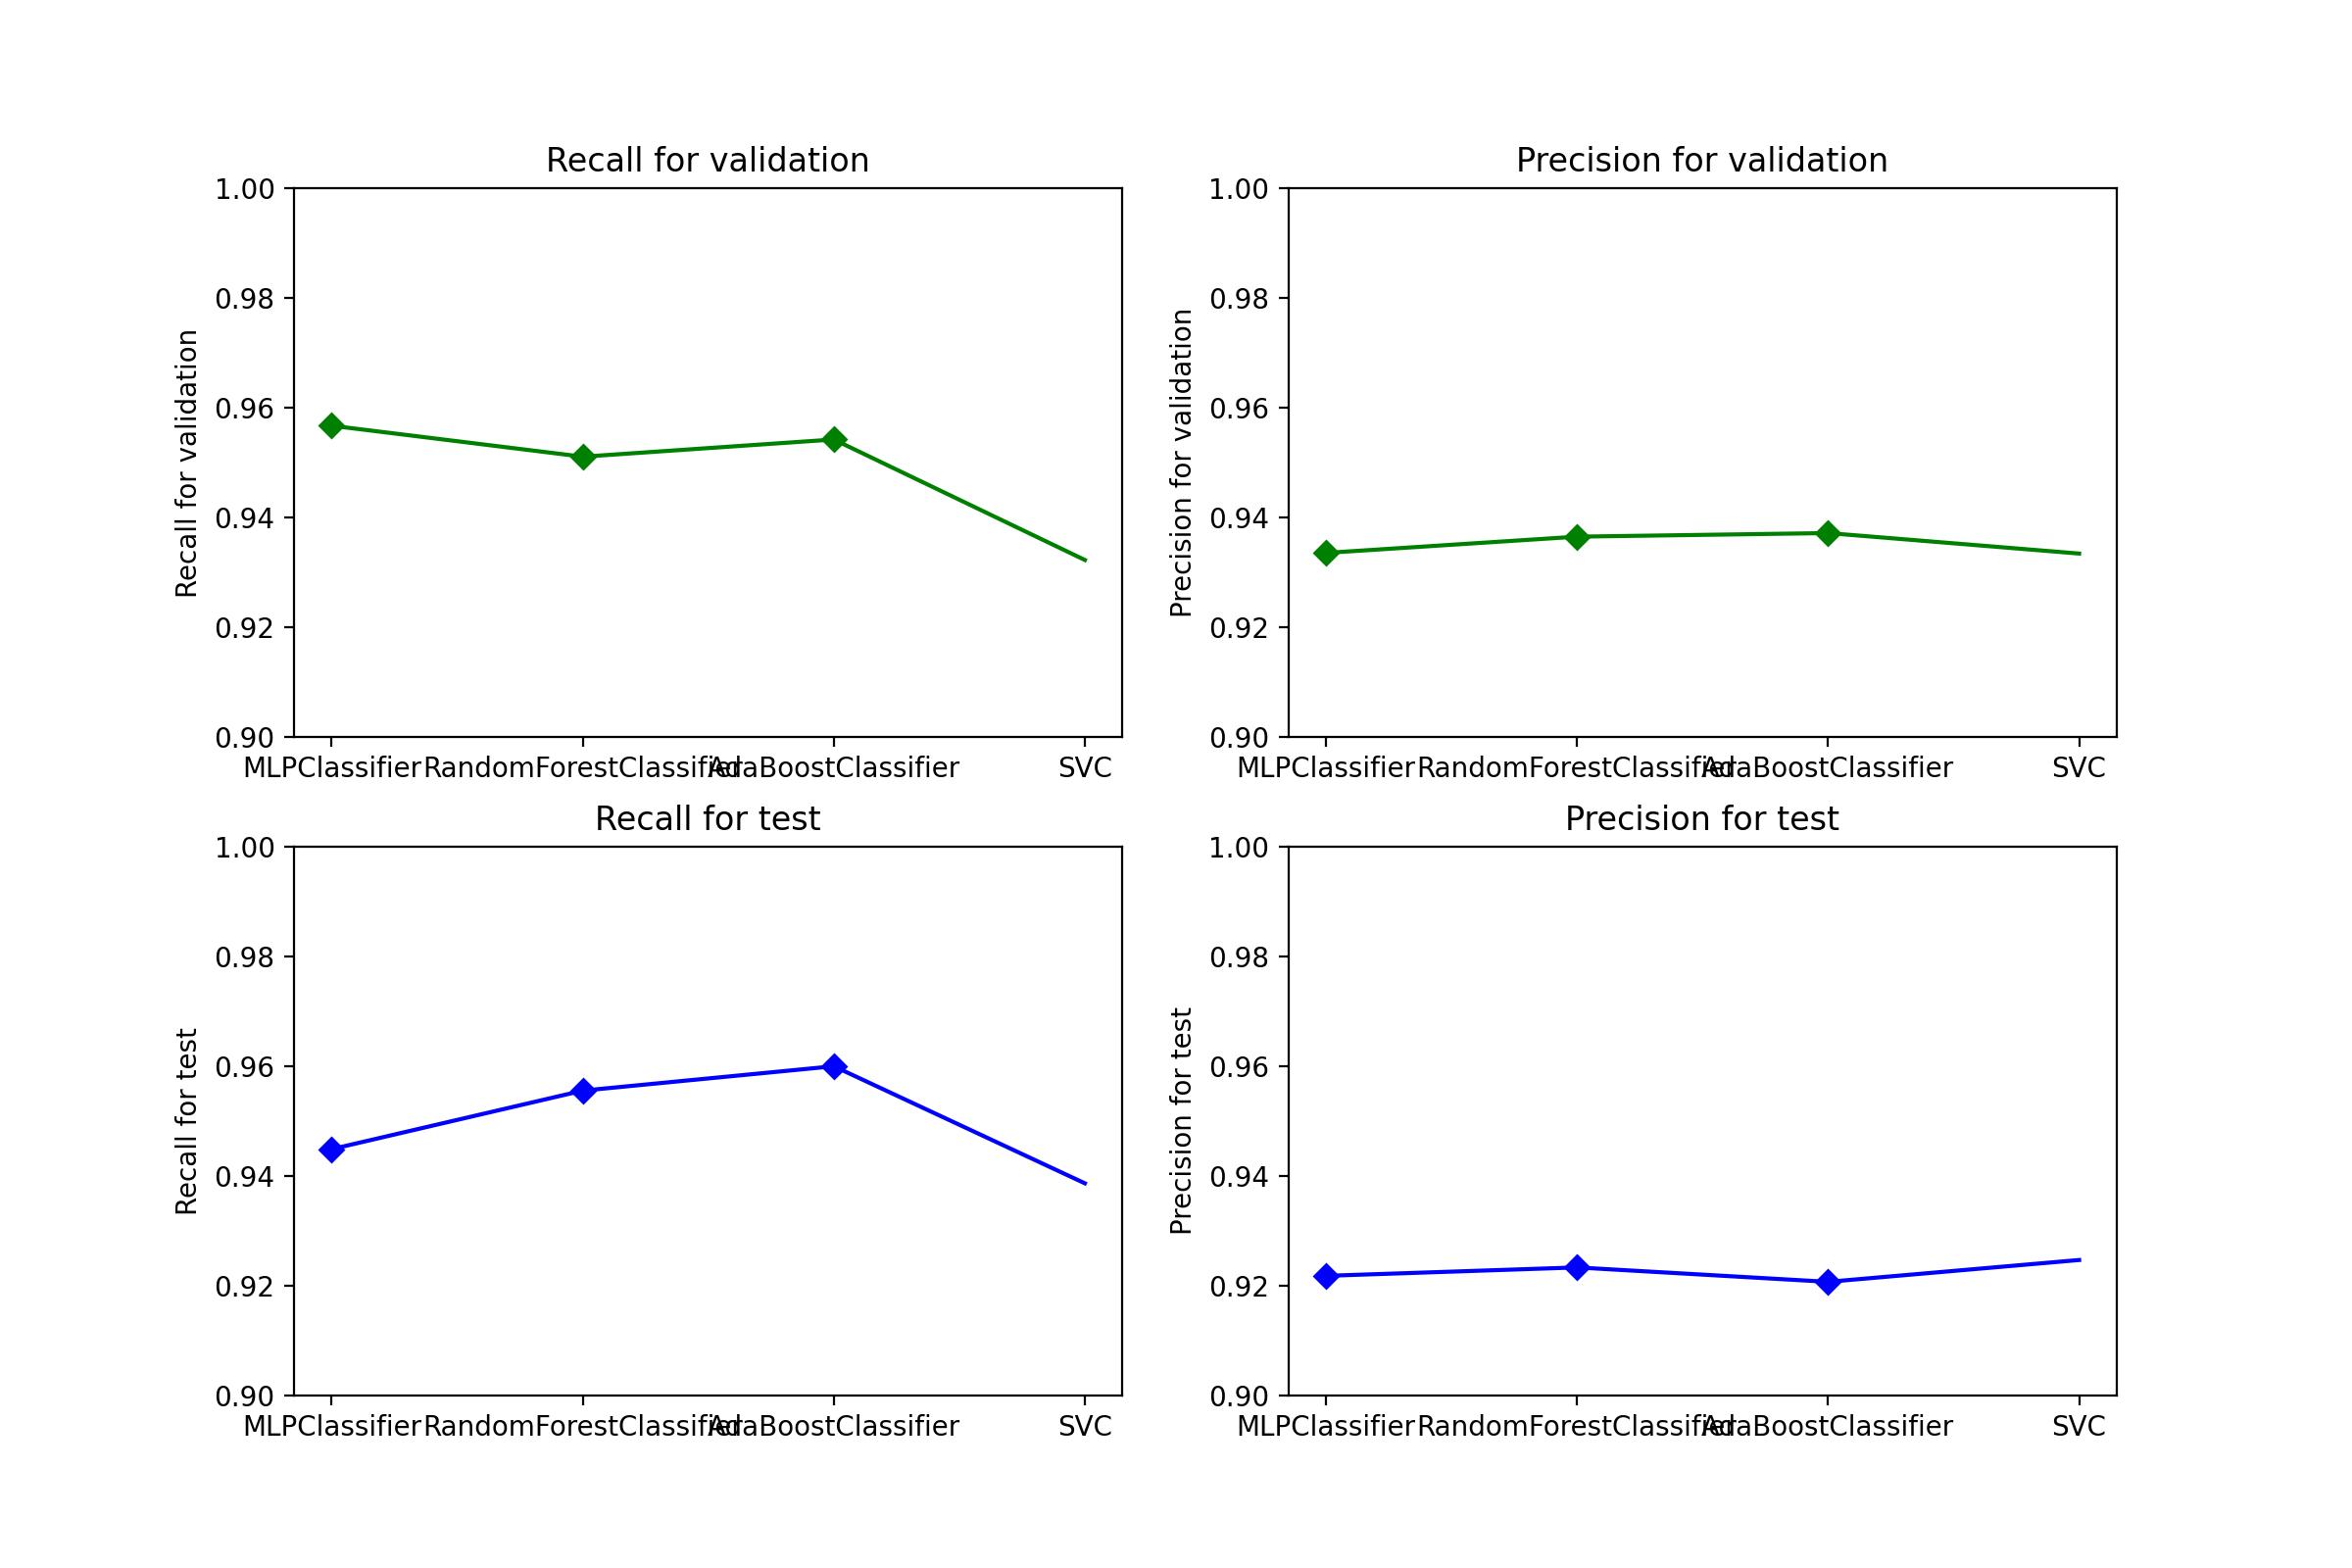 Recall for validation
Precision for validation
1.00
0.98
0.96
0.94
0.92
0.90
Recall for validation
MLPClassifier RandomForestClassifier AdaBoostClassifier SVC
1.00
0.98
0.96
0.94
0.92
0.90
Precision for validation
MLPClassifier RandomForestClassifier AdaBoostClassifier SVC
Recall for test
Precision for test
1.00
0.98
0.96
0.94
0.92
0.90
Recall for test
MLPClassifier RandomForestClassifier AdaBoostClassifier SVC
1.00
0.98
0.96
0.94
0.92
0.90
Precision for test
MLPClassifier RandomForestClassifier AdaBoostClassifier SVC